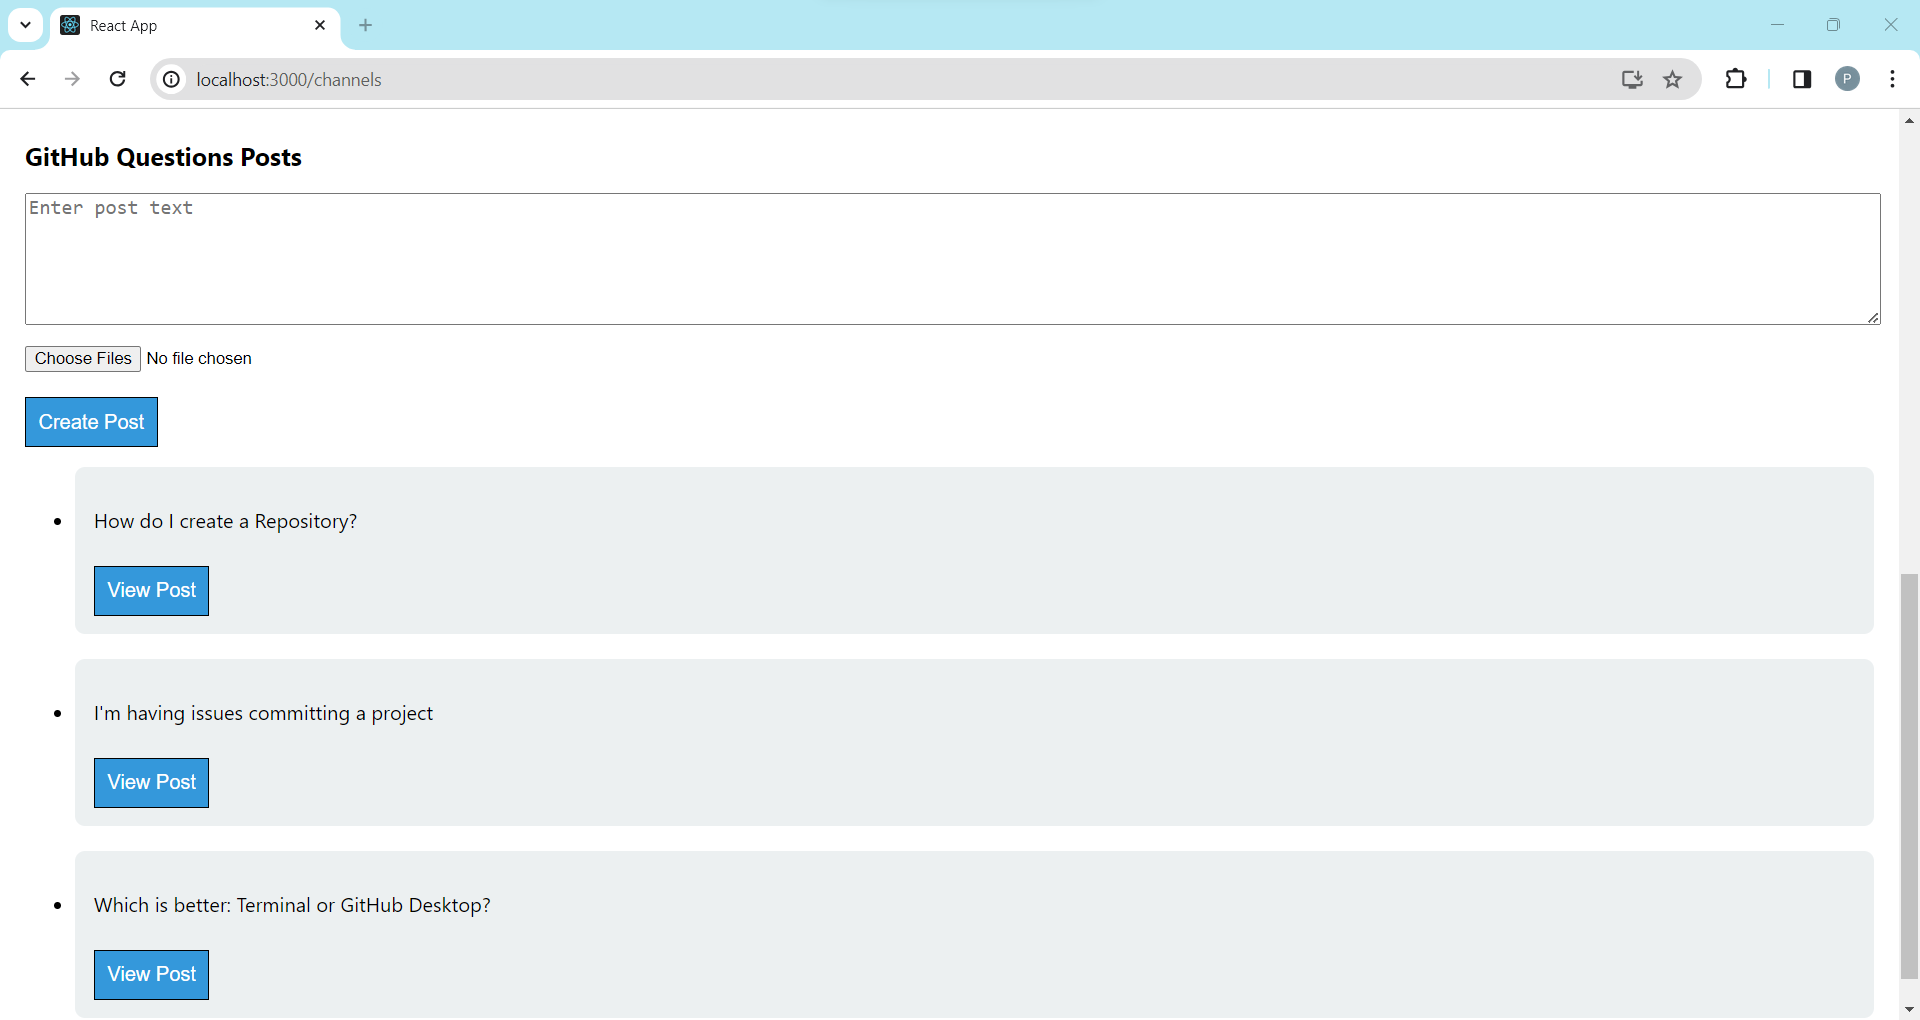 React App
localhost:3000/channels
P
GitHub Questions Posts
Enter post text
Choose Files No file chosen
Create Post
How do I create a Repository?
View Post
I'm having issues committing a project
View Post
Which is better: Terminal or GitHub Desktop?
View Post